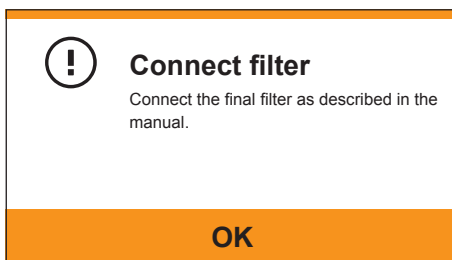 Connect filter
Connect the final filter as described in the
manual.
OK